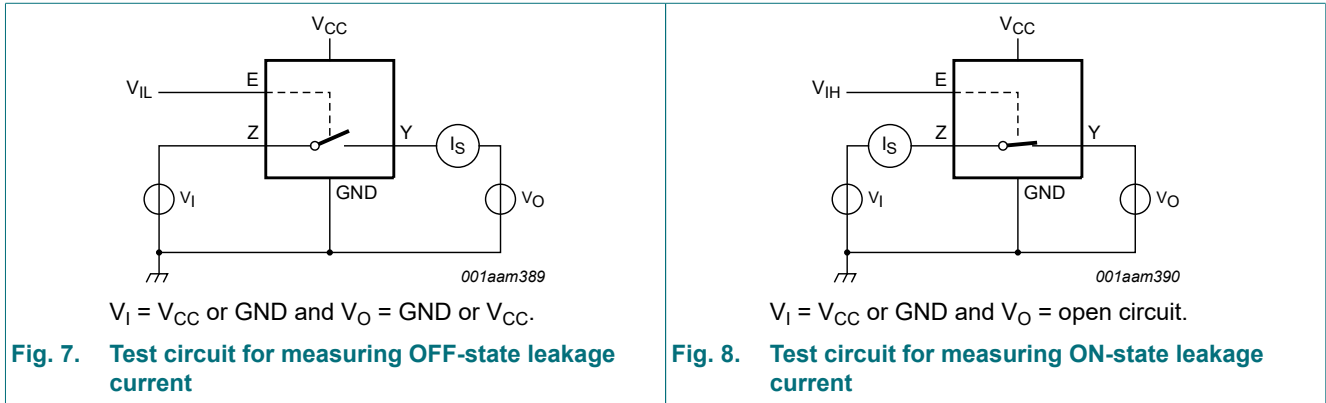 VCC
VIL
E
Z
Y
IS
VI
GND
VO
001aam389
VI = VCC or GND and VO = GND or VCC.
Fig. 7. Test circuit for measuring OFF-state leakage
current
VCC
VIH
E
Z
Y
IS
VI
GND
VO
001aam390
VI = VCC or GND and VO = open circuit.
Fig. 8. Test circuit for measuring ON-state leakage
current